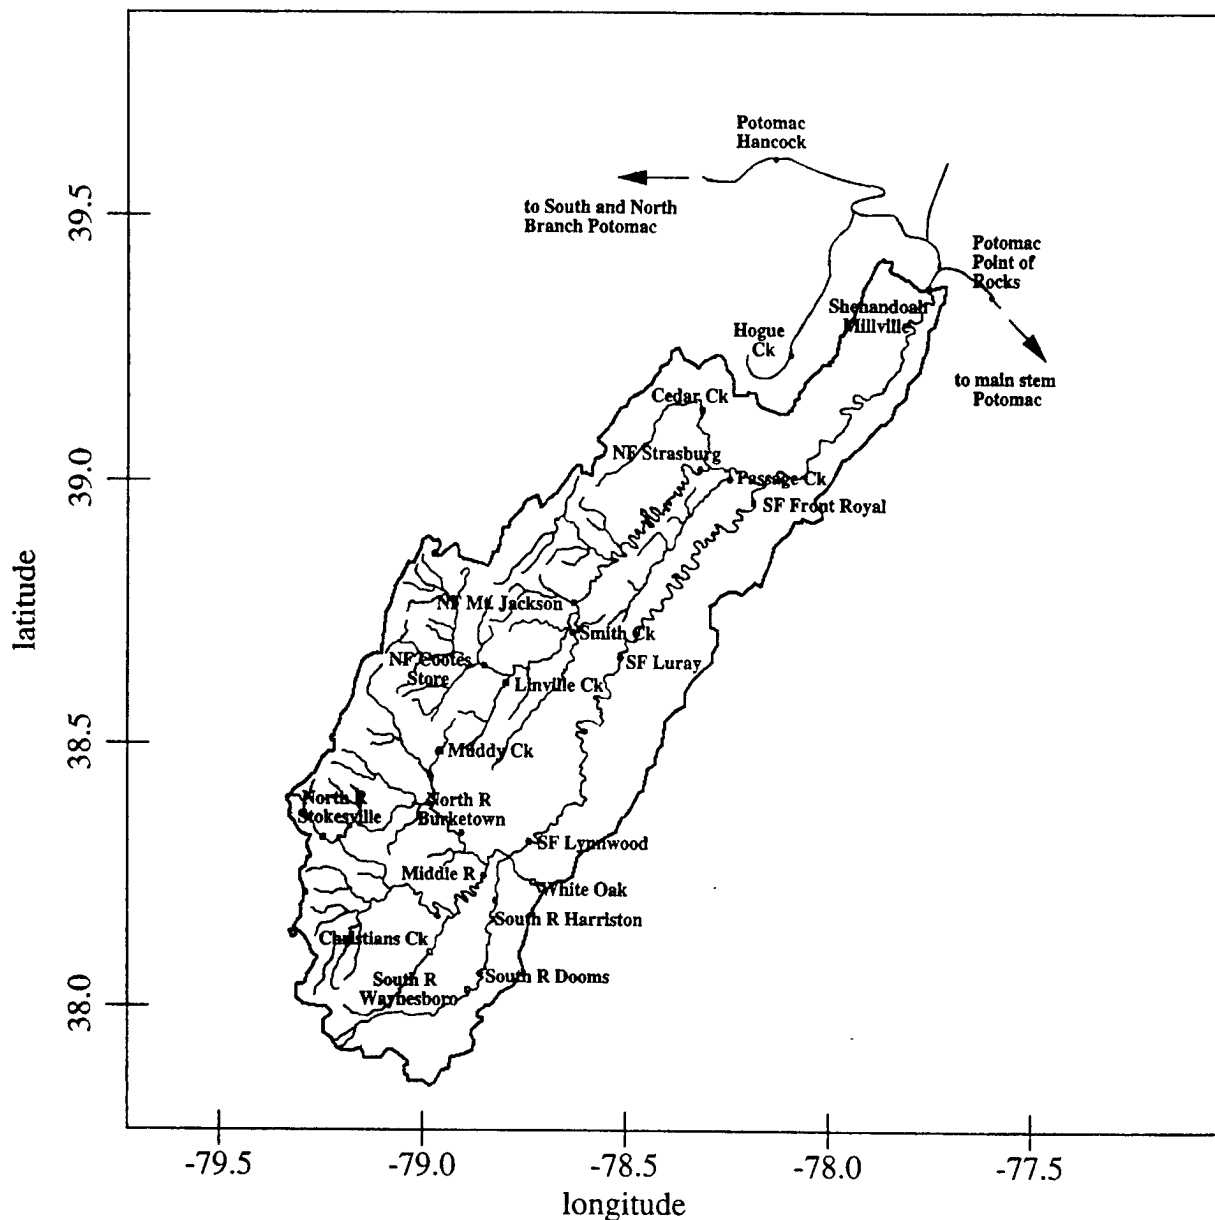 Potomac
Hancock
to South and North
Branch Potomac
Potomac
Point of
Rocks
Shenandoah
Millville
Hogue
Ck
to main stem
Potomac
Cedar Ck
NF Strasburg
Passage Ck
SF Front Royal
NF Mt. Jackson
Smith Ck
NF Cootes
Store
SF Luray
Linville Ck
Muddy Ck
North R
Stokesville
North R
Burketown
SF Lynnwood
Middle R
White Oak
South R Harriston
Christians Ck
South R
Waynesboro
South R Dooms
39.5
39.0
38.5
38.0
latitude
-79.5
-79.0
-78.5
-78.0
-77.5
longitude